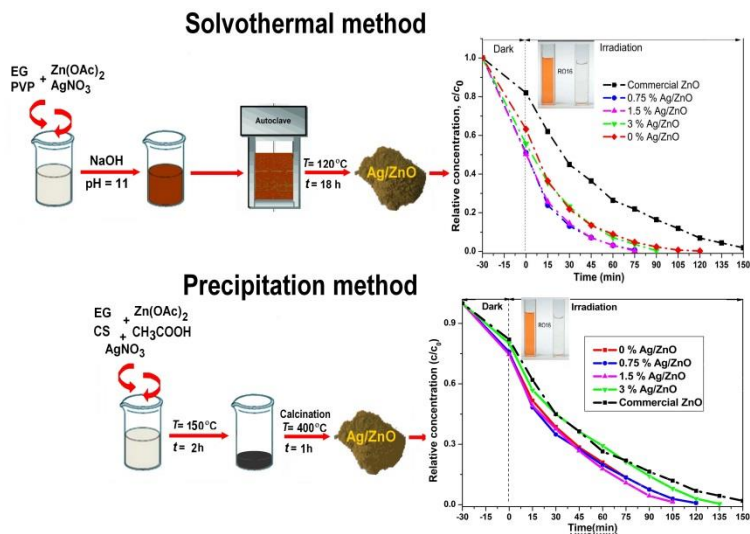 Solvothermal method
EG + Zn(OAc)2
PVP AgNO3
NaOH
pH = 11
Autoclave
T= 120°C
t = 18 h
Ag/ZnO
Dark
Irradiation
RO16
Commercial ZnO
0.75 % Ag/ZnO
1.5 % Ag/ZnO
3 % Ag/ZnO
0 % Ag/ZnO
Relative concentration, c/c0
1.0
0.8
0.6
0.4
0.2
0.0
-30 -15 0 15 30 45 60 75 90 105 120 135 150
Time (min)
Precipitation method
EG + Zn(OAc)2
CS + CH3COOH
AgNO3
T= 150°C
t = 2h
Calcination
T= 400°C
t = 1h
Ag/ZnO
Dark
Irradiation
RO16
0 % Ag/ZnO
0.75 % Ag/ZnO
1.5 % Ag/ZnO
3 % Ag/ZnO
Commercial ZnO
Relative concentration (c/c0)
0.9
0.6
0.3
0.0
-30 -15 0 15 30 45 60 75 90 105 120 135 150
Time(min)